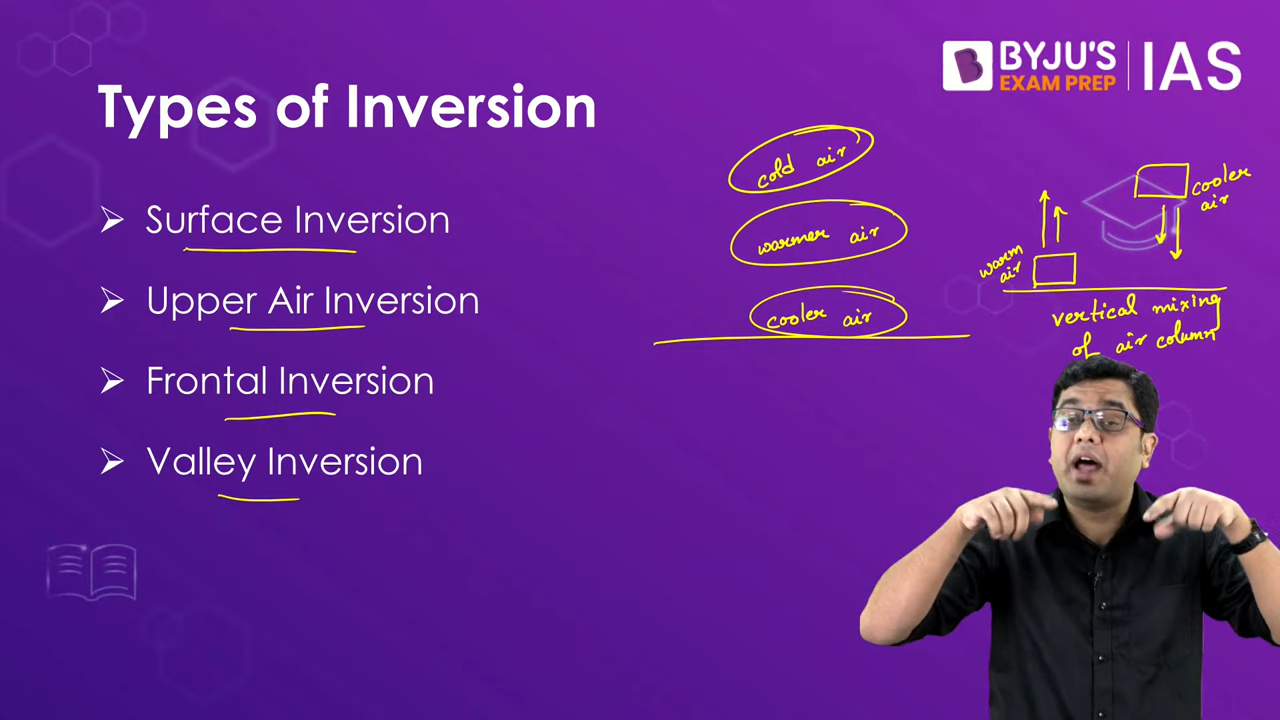 BYJU'S
EXAM PREP
IAS
Types of Inversion
➢ Surface Inversion
➢ Upper Air Inversion
➢ Frontal Inversion
➢ Valley Inversion
cold air
warmer air
cooler air
cooler
air
warm
air
vertical mixing
of air column